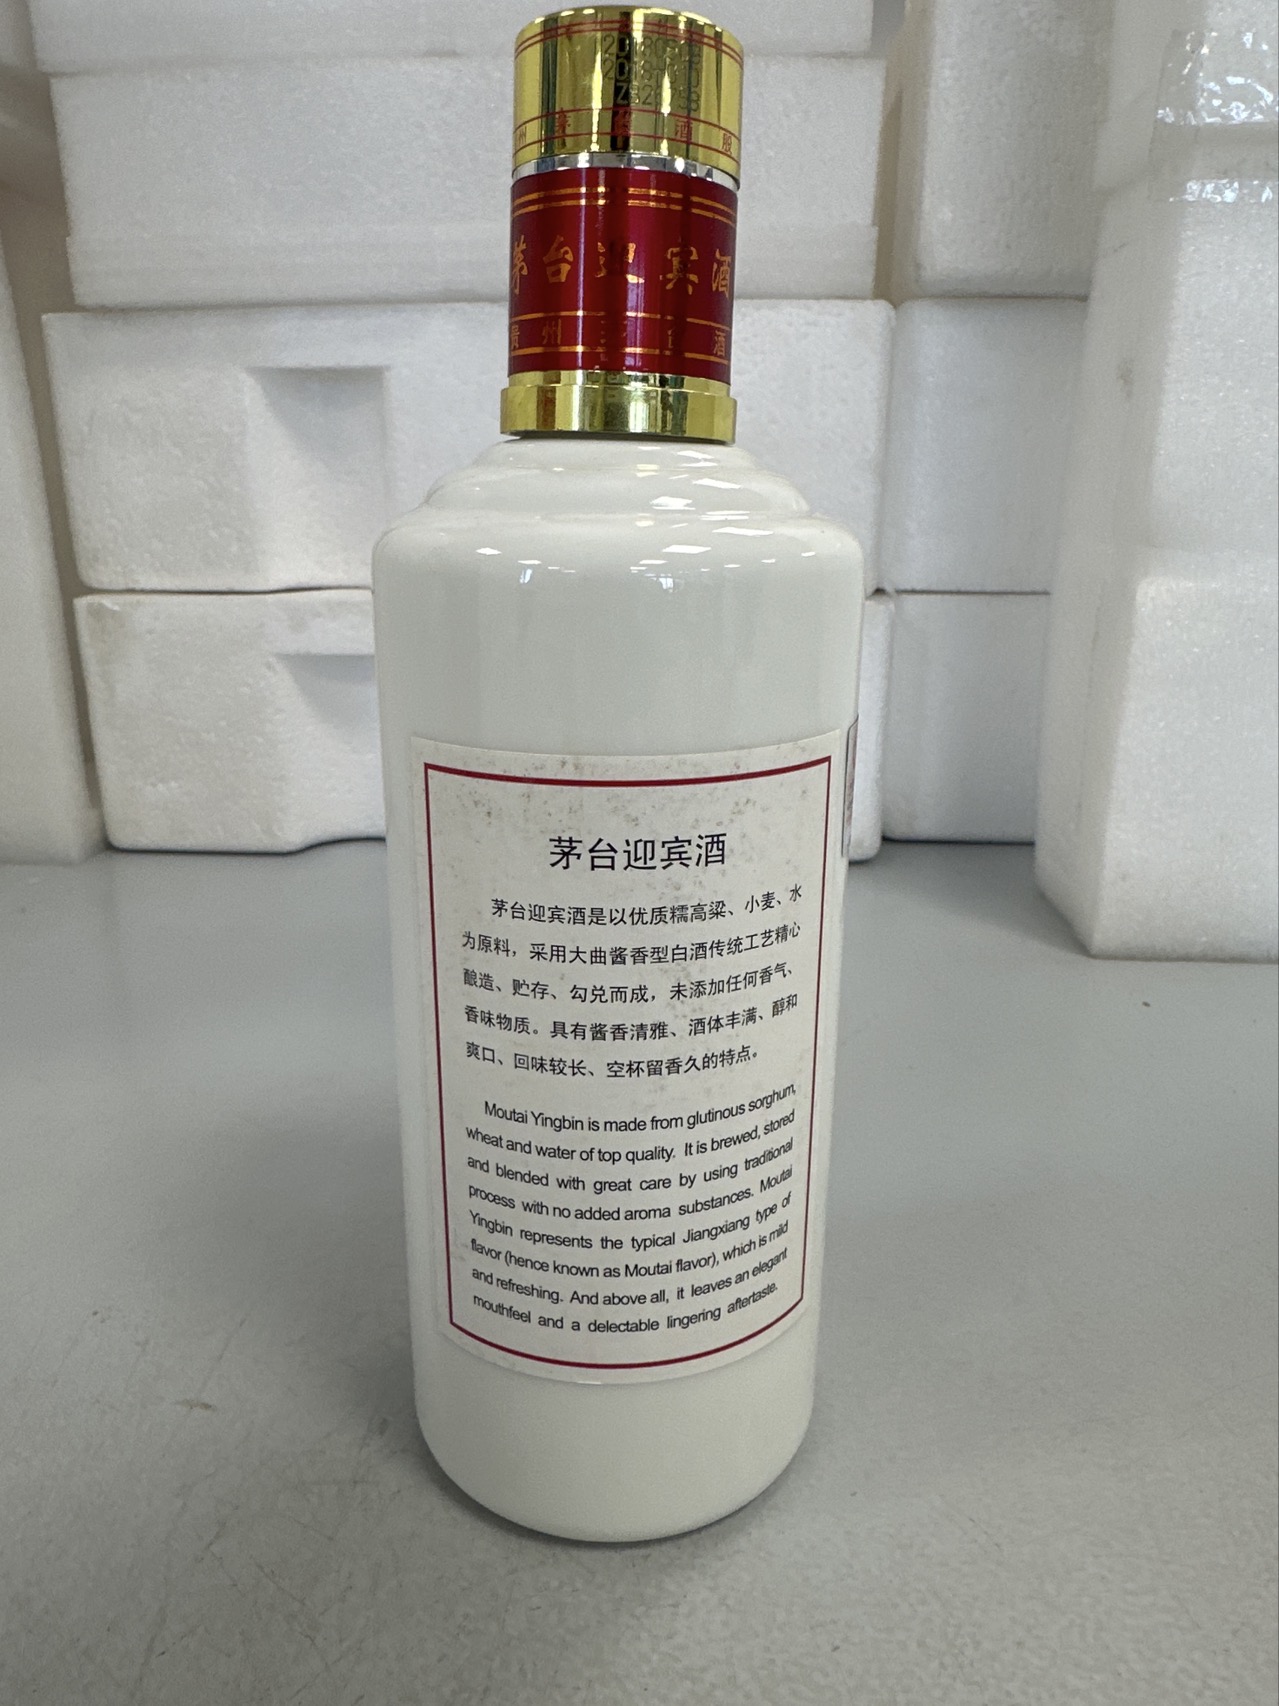 茅台迎宾酒
茅台迎宾酒
茅台迎宾酒是以优质糯高粱、小麦、水
为原料，采用大曲酱香型白酒传统工艺精心
酿造、贮存、勾兑而成，未添加任何香气、
香味物质。具有酱香清雅、酒体丰满、醇和
爽口、回味较长、空杯留香久的特点。
Moutai Yingbin is made from glutinous sorghum,
wheat and water of top quality. It is brewed, stored
and blended with great care by using traditional
process with no added aroma substances. Moutai
Yingbin represents the typical Jiangxiang type of
flavor (hence known as Moutai flavor), which is mild
and refreshing. And above all, it leaves an elegant
mouthfeel and a delectable lingering aftertaste.